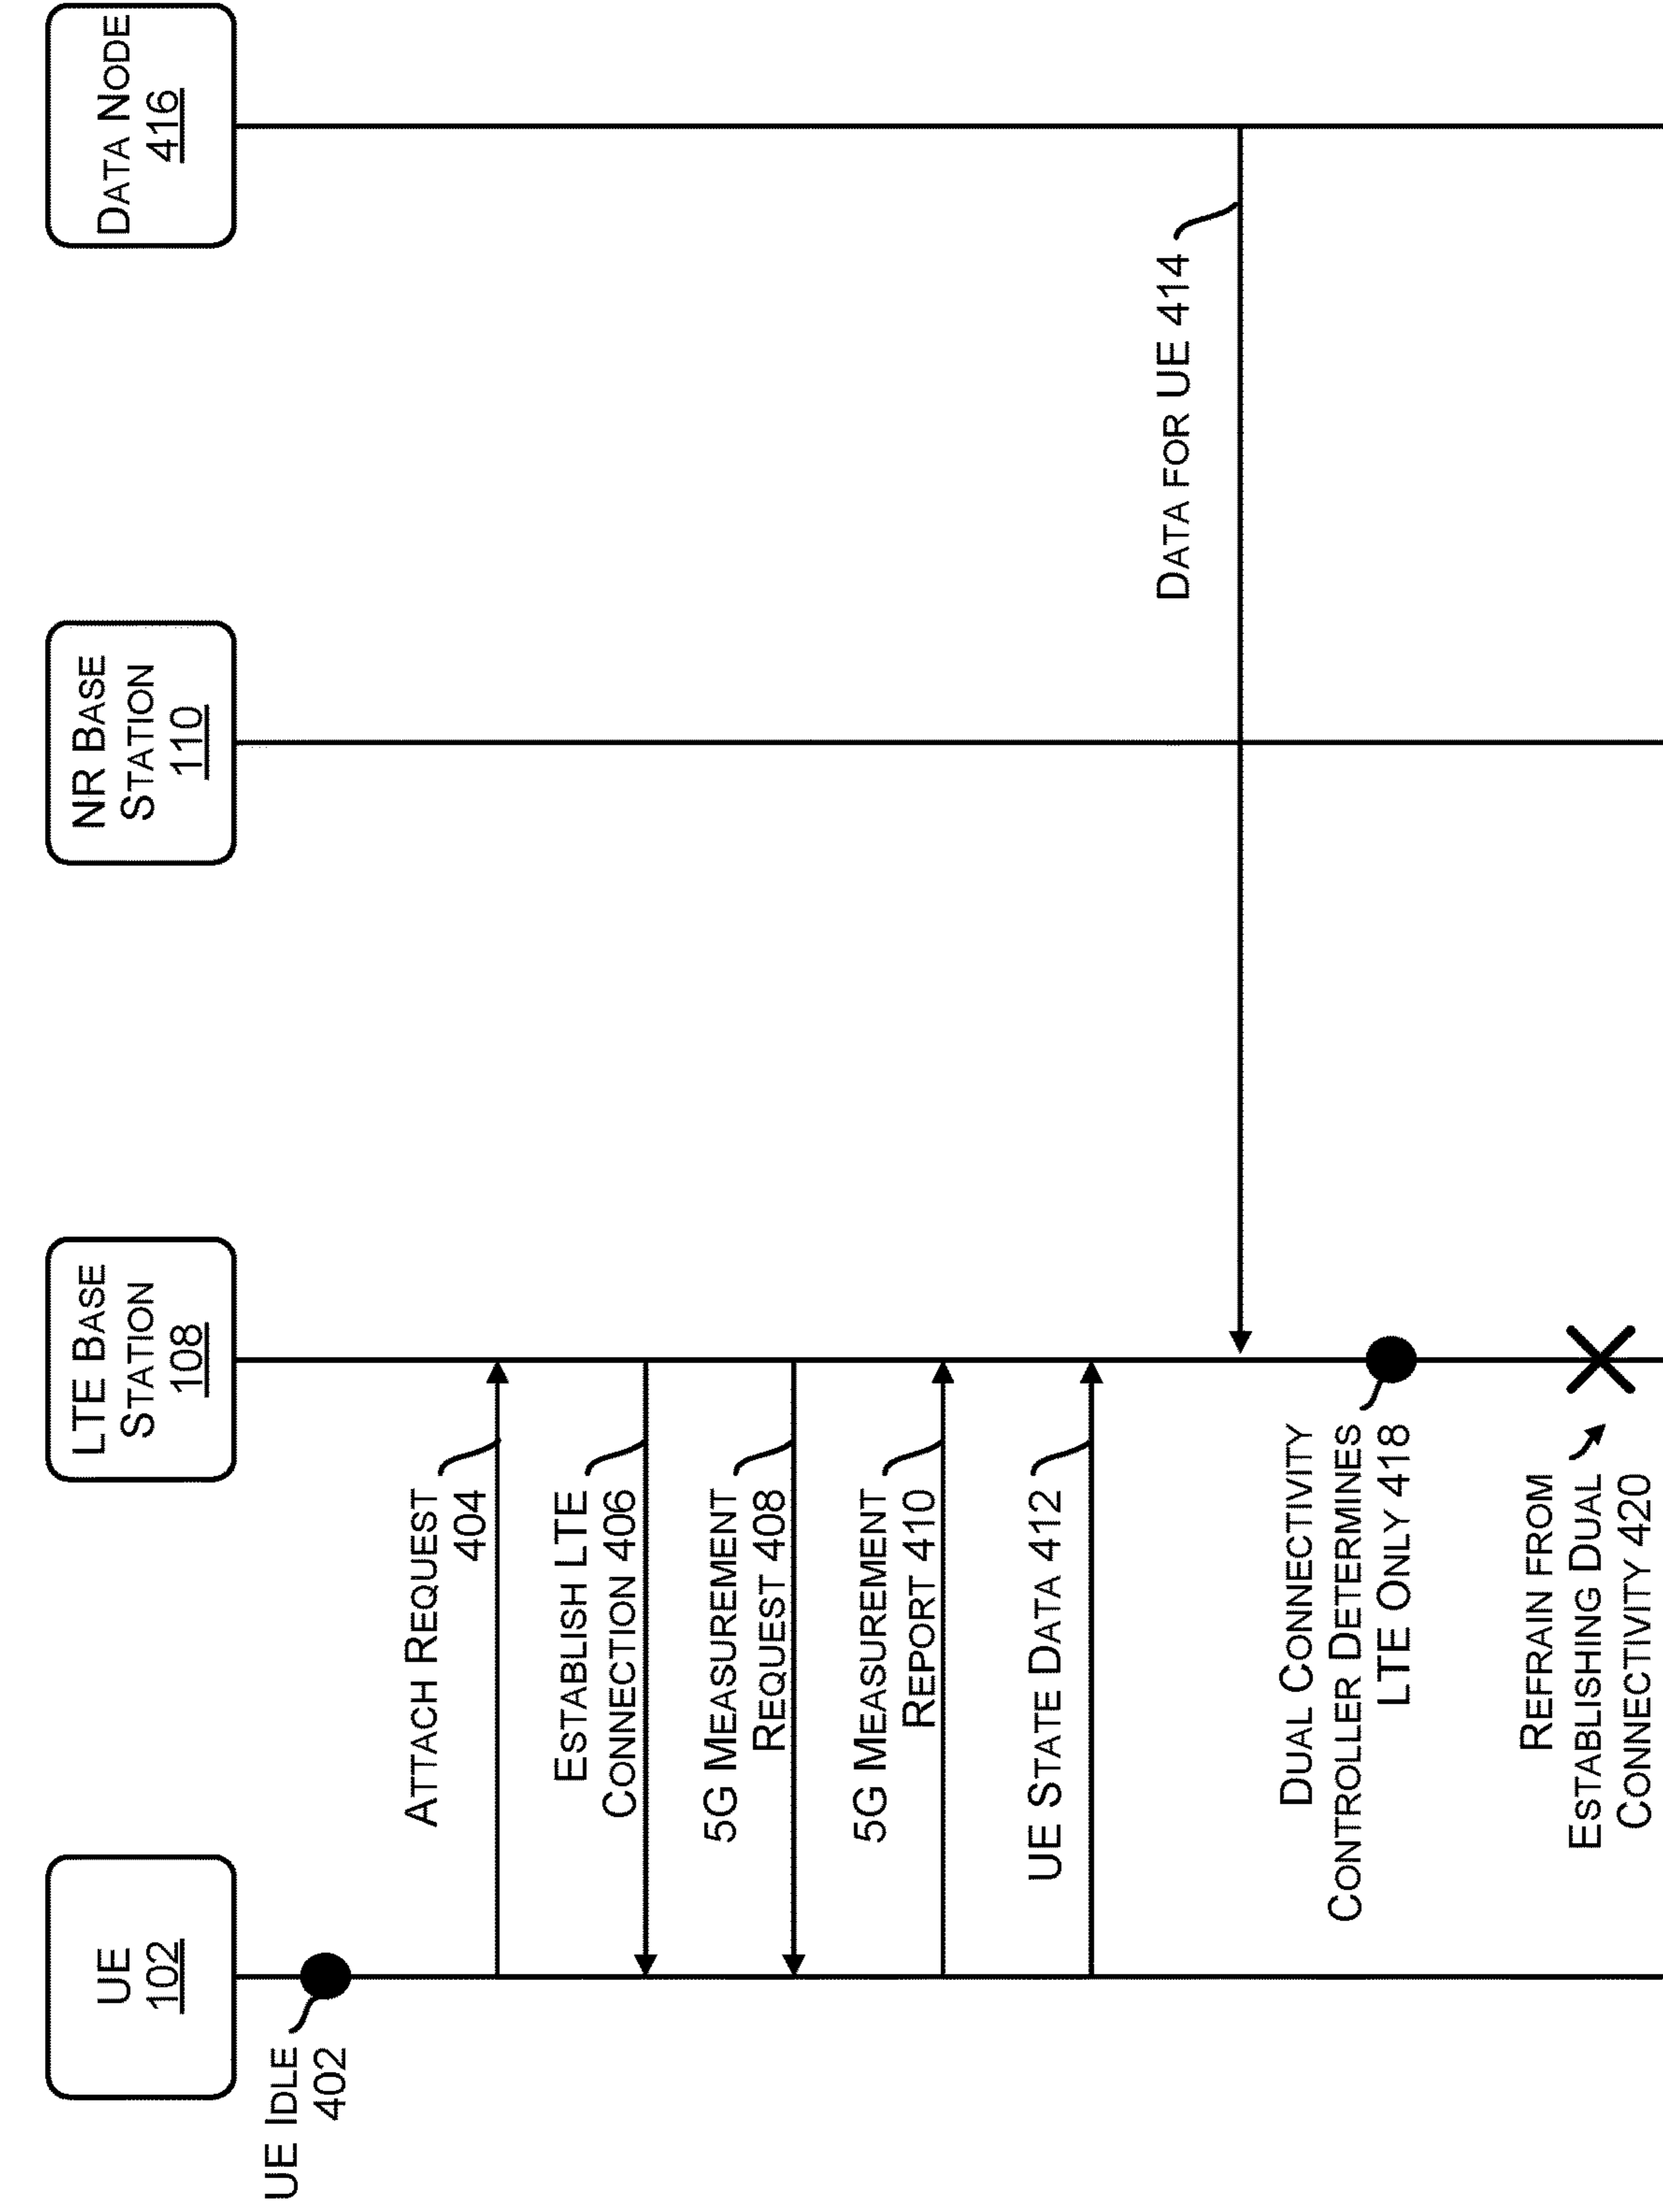 UE
102
LTE BASE
STATION
108
NR BASE
STATION
110
DATA NODE
416
UE IDLE
402
ATTACH REQUEST
404
ESTABLISH LTE
CONNECTION 406
5G MEASUREMENT
REQUEST 408
5G MEASUREMENT
REPORT 410
UE STATE DATA 412
DATA FOR UE 414
DUAL CONNECTIVITY
CONTROLLER DETERMINES
LTE ONLY 418
REFRAIN FROM
ESTABLISHING DUAL
CONNECTIVITY 420